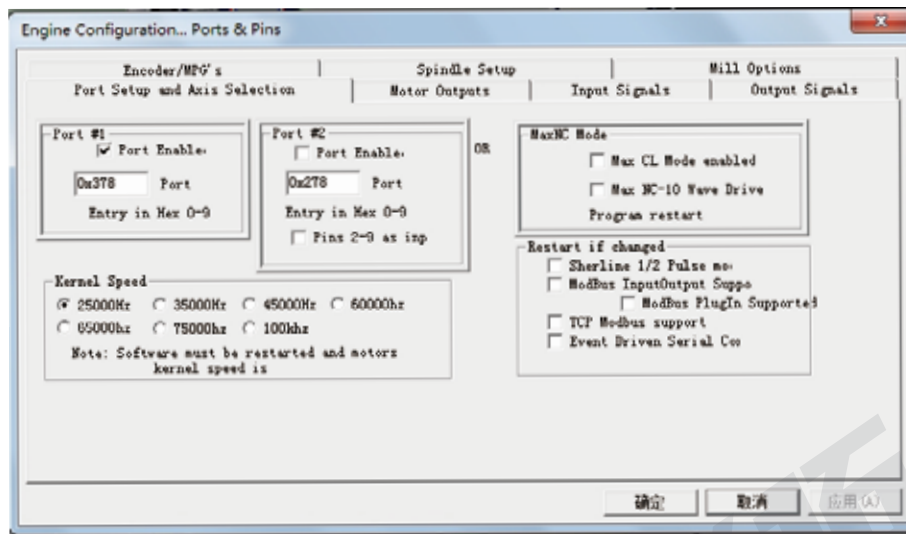 Engine Configuration... Ports & Pins
Encoder/MPG's
Spindle Setup
Mill Options
Port Setup and Axis Selection
Motor Outputs
Input Signals
Output Signals
Port #1
Port Enable.
0x378 Port
Entry in Hex 0-9
Port #2
Port Enable.
0x278 Port
Entry in Hex 0-9
Pins 2-9 as inp
OR
MaxNC Mode
Max CL Mode enabled
Max NC-10 Wave Drive
Program restart
Restart if changed
Sherline 1/2 Pulse mo
ModBus InputOutput Suppo
ModBus PlugIn Supported
TCP Modbus support
Event Driven Serial Co
Kernel Speed
25000Hz 35000Hz 45000Hz 60000hz
65000hz 75000hz 100khz
Note: Software must be restarted and motors
kernel speed is
确定
取消
应用(A)